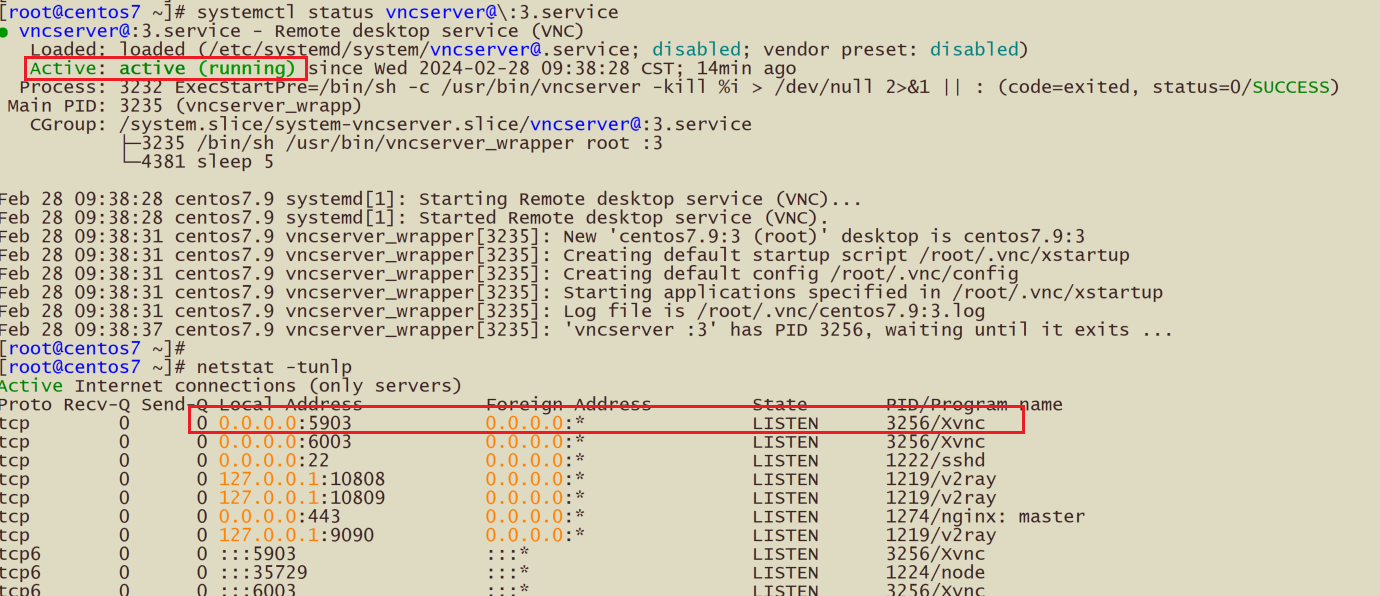 [root@centos7 ~]# systemctl status vncserver@\:3.service
● vncserver@:3.service - Remote desktop service (VNC)
Loaded: loaded (/etc/systemd/system/vncserver@.service; disabled; vendor preset: disabled)
Active: active (running) since Wed 2024-02-28 09:38:28 CST; 14min ago
Process: 3232 ExecStartPre=/bin/sh -c /usr/bin/vncserver -kill %i > /dev/null 2>&1 || : (code=exited, status=0/SUCCESS)
Main PID: 3235 (vncserver_wrapp)
CGroup: /system.slice/system-vncserver.slice/vncserver@:3.service
├─3235 /bin/sh /usr/bin/vncserver_wrapper root :3
└─4381 sleep 5
Feb 28 09:38:28 centos7.9 systemd[1]: Starting Remote desktop service (VNC)...
Feb 28 09:38:28 centos7.9 systemd[1]: Started Remote desktop service (VNC).
Feb 28 09:38:31 centos7.9 vncserver_wrapper[3235]: New 'centos7.9:3 (root)' desktop is centos7.9:3
Feb 28 09:38:31 centos7.9 vncserver_wrapper[3235]: Creating default startup script /root/.vnc/xstartup
Feb 28 09:38:31 centos7.9 vncserver_wrapper[3235]: Creating default config /root/.vnc/config
Feb 28 09:38:31 centos7.9 vncserver_wrapper[3235]: Starting applications specified in /root/.vnc/xstartup
Feb 28 09:38:31 centos7.9 vncserver_wrapper[3235]: Log file is /root/.vnc/centos7.9:3.log
Feb 28 09:38:37 centos7.9 vncserver_wrapper[3235]: 'vncserver :3' has PID 3256, waiting until it exits ...
[root@centos7 ~]#
[root@centos7 ~]# netstat -tunlp
Active Internet connections (only servers)
Proto Recv-Q Send-Q Local Address Foreign Address State PID/Program name
tcp 0 0 0.0.0.0:5903 0.0.0.0:* LISTEN 3256/Xvnc
tcp 0 0 0.0.0.0:6003 0.0.0.0:* LISTEN 3256/Xvnc
tcp 0 0 0.0.0.0:22 0.0.0.0:* LISTEN 1222/sshd
tcp 0 0 127.0.0.1:10808 0.0.0.0:* LISTEN 1219/v2ray
tcp 0 0 127.0.0.1:10809 0.0.0.0:* LISTEN 1219/v2ray
tcp 0 0 0.0.0.0:443 0.0.0.0:* LISTEN 1274/nginx: master
tcp 0 0 127.0.0.1:9090 0.0.0.0:* LISTEN 1219/v2ray
tcp6 0 0 :::5903 :::* LISTEN 3256/Xvnc
tcp6 0 0 :::35729 :::* LISTEN 1224/node
tcp6 0 0 :::6003 :::* LISTEN 3256/Xvnc